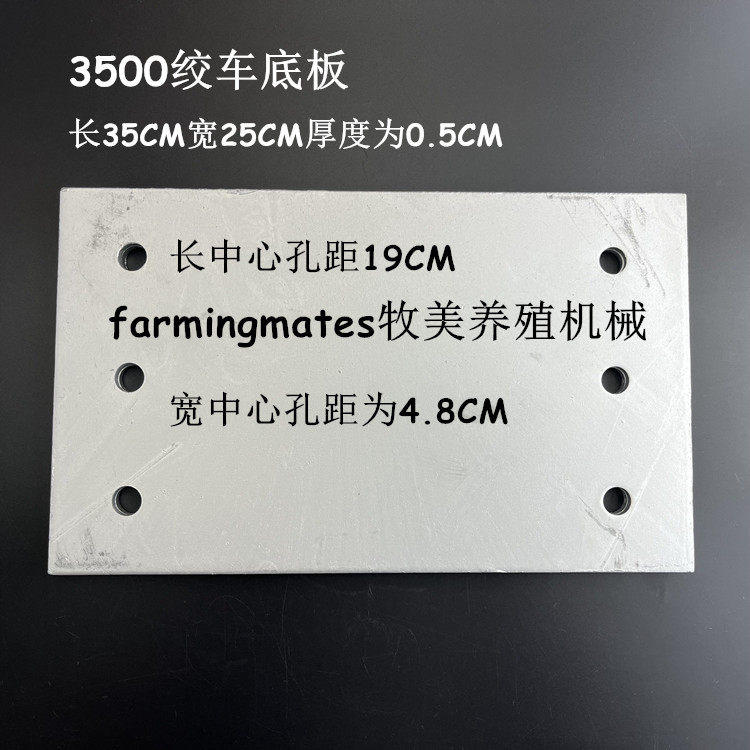 3500绞车底板
长35CM宽25CM厚度为0.5CM
长中心孔距19CM
farmingmates牧美养殖机械
宽中心孔距为4.8CM